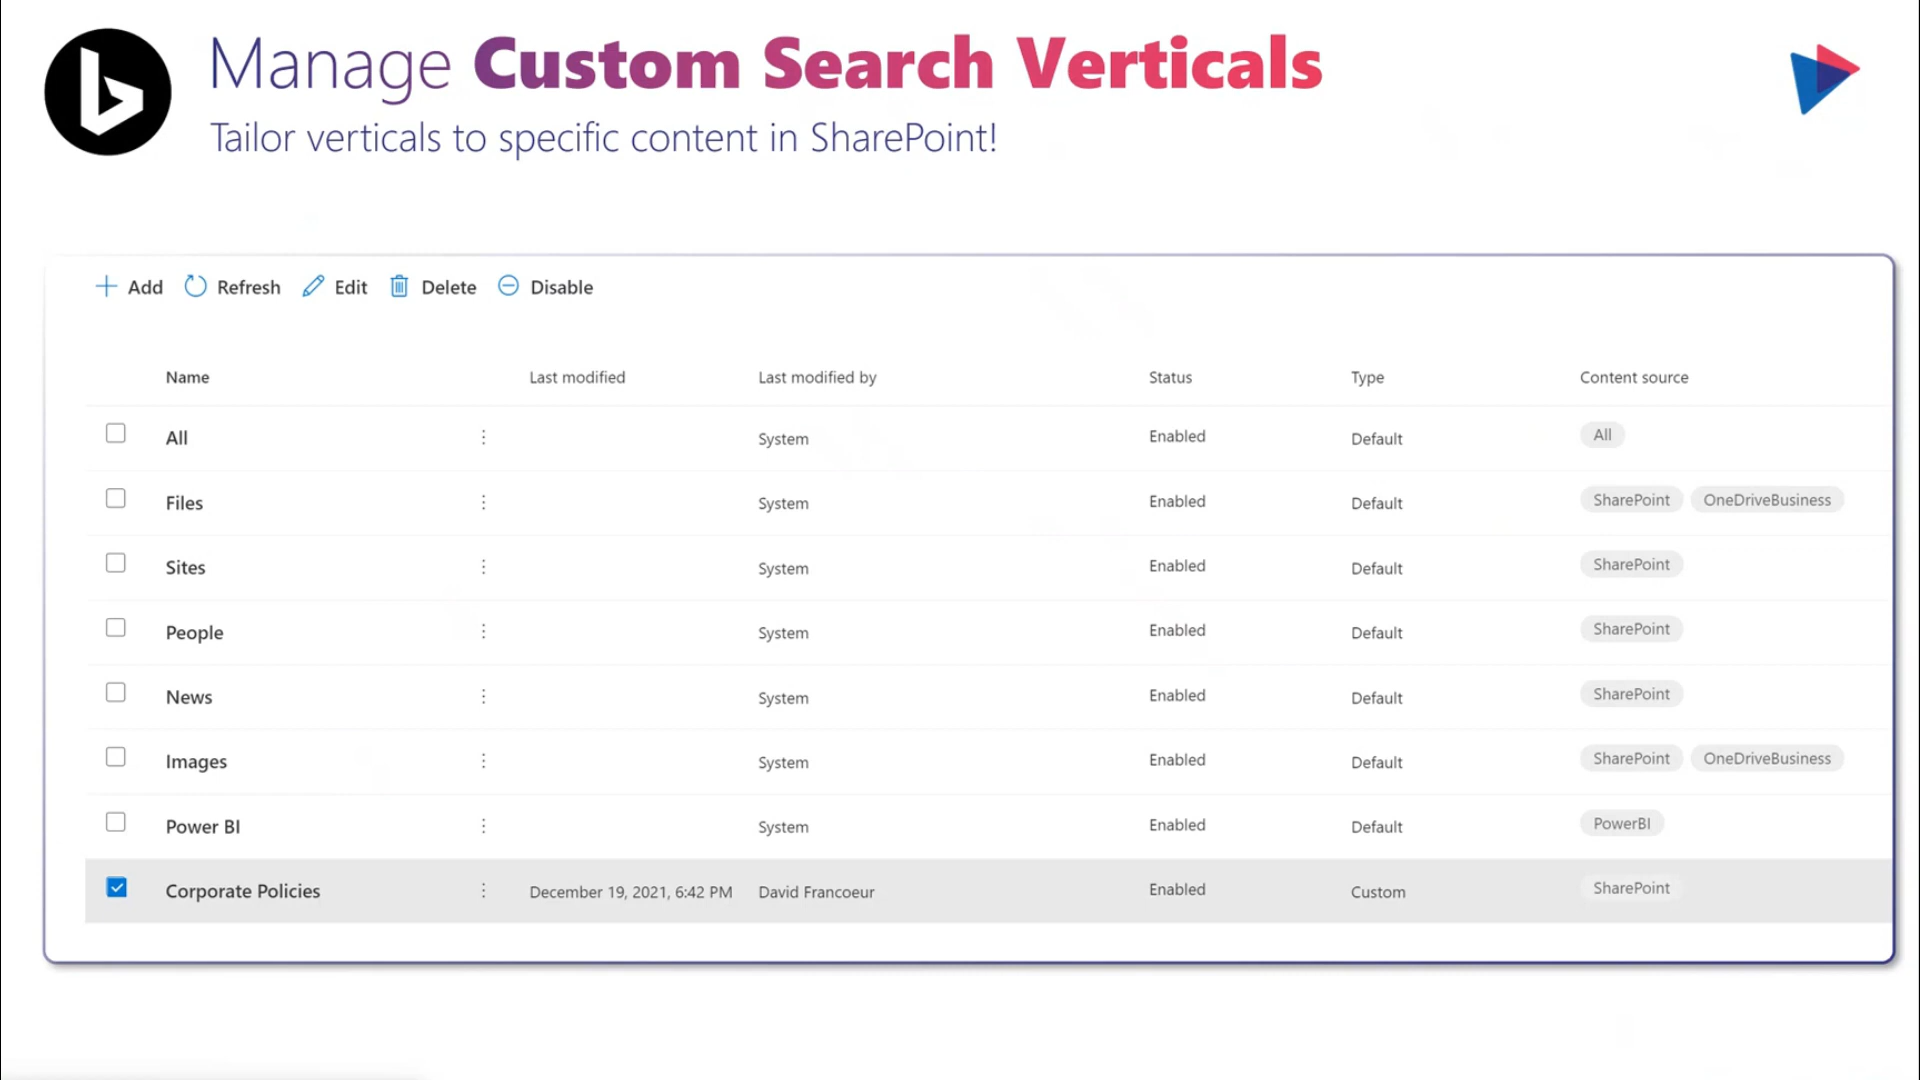 Manage Custom Search Verticals
Tailor verticals to specific content in SharePoint!
Add Refresh Edit Delete Disable
Name Last modified Last modified by Status Type Content source
All System Enabled Default All
Files System Enabled Default SharePoint OneDriveBusiness
Sites System Enabled Default SharePoint
People System Enabled Default SharePoint
News System Enabled Default SharePoint
Images System Enabled Default SharePoint OneDriveBusiness
Power BI System Enabled Default PowerBI
Corporate Policies December 19, 2021, 6:42 PM David Francoeur Enabled Custom SharePoint